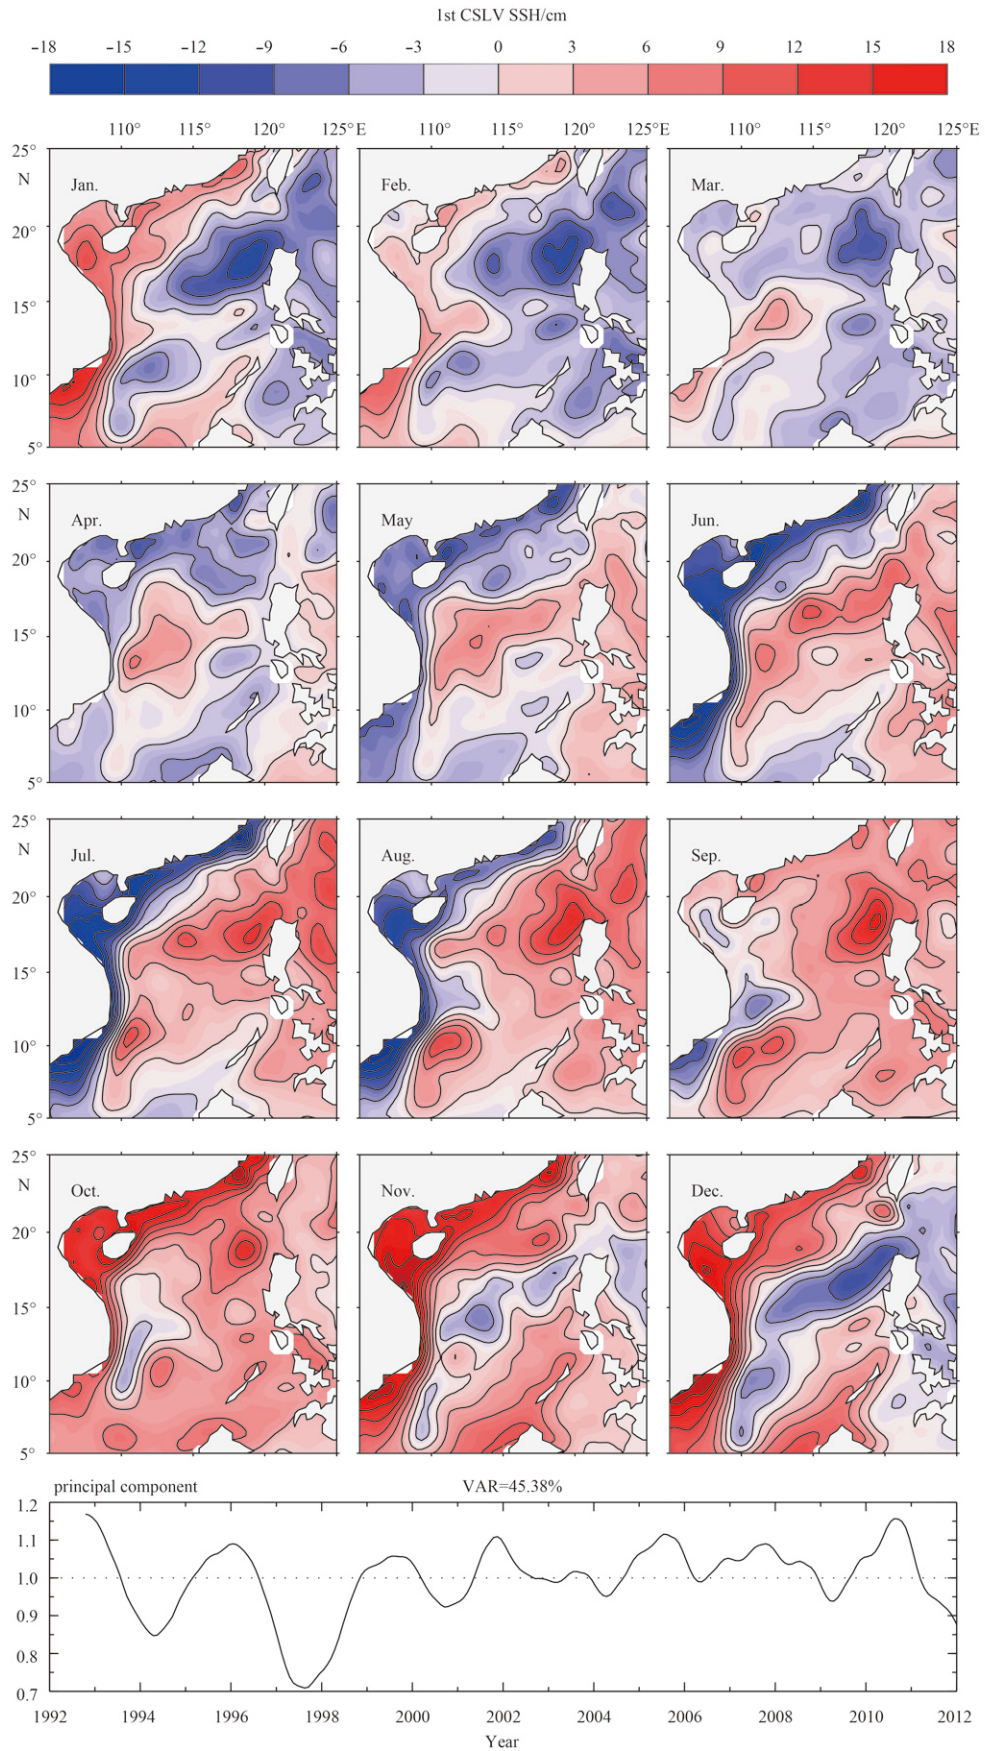 1st CSLV SSH/cm
-18 -15 -12 -9 -6 -3 0 3 6 9 12 15 18
110° 115° 120° 125°E 110° 115° 120° 125°E 110° 115° 120° 125°E
25°
N
Jan. Feb. Mar.
20°
15°
10°
5°
25°
N
Apr. May Jun.
20°
15°
10°
5°
25°
N
Jul. Aug. Sep.
20°
15°
10°
5°
25°
N
Oct. Nov. Dec.
20°
15°
10°
5°
principal component VAR=45.38%
1.2
1.1
1.0
0.9
0.8
0.7
1992 1994 1996 1998 2000 2002 2004 2006 2008 2010 2012
Year